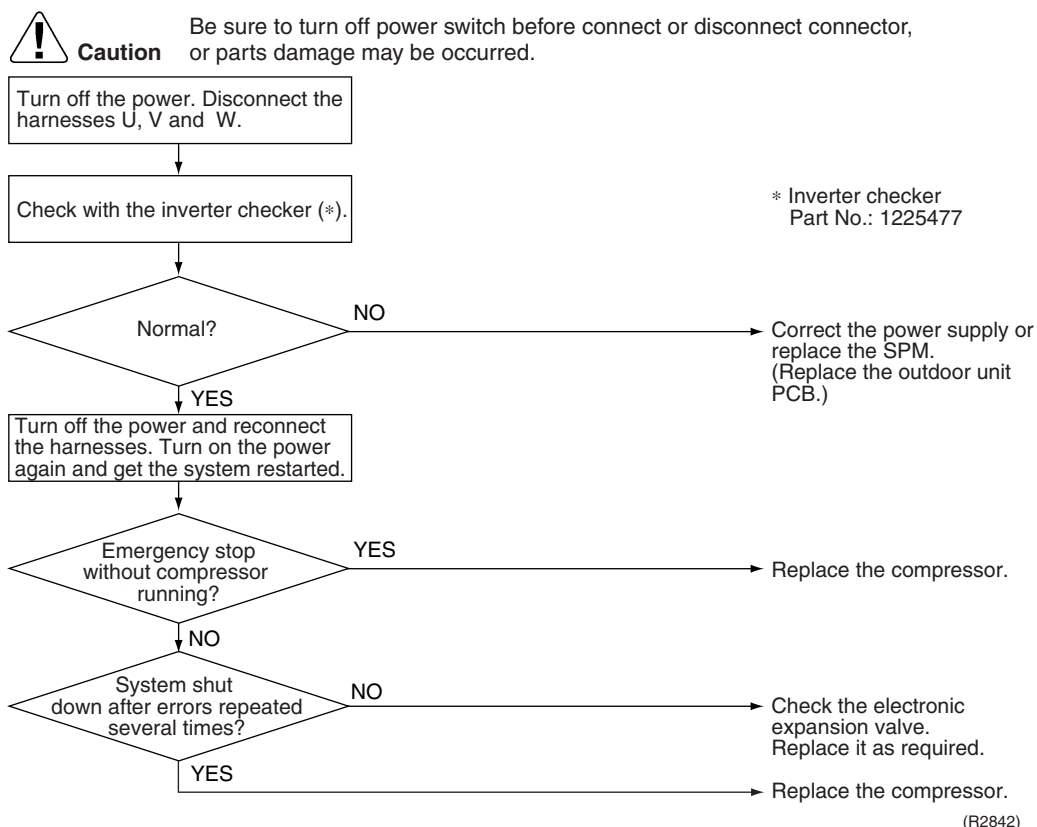 Be sure to turn off power switch before connect or disconnect connector,
Caution or parts damage may be occurred.
Turn off the power. Disconnect the
harnesses U, V and W.
Check with the inverter checker (*).
* Inverter checker
Part No.: 1225477
Normal?
NO
Correct the power supply or
replace the SPM.
(Replace the outdoor unit
PCB.)
YES
Turn off the power and reconnect
the harnesses. Turn on the power
again and get the system restarted.
Emergency stop
without compressor
running?
YES
Replace the compressor.
NO
System shut
down after errors repeated
several times?
NO
Check the electronic
expansion valve.
Replace it as required.
YES
Replace the compressor.
(R2842)